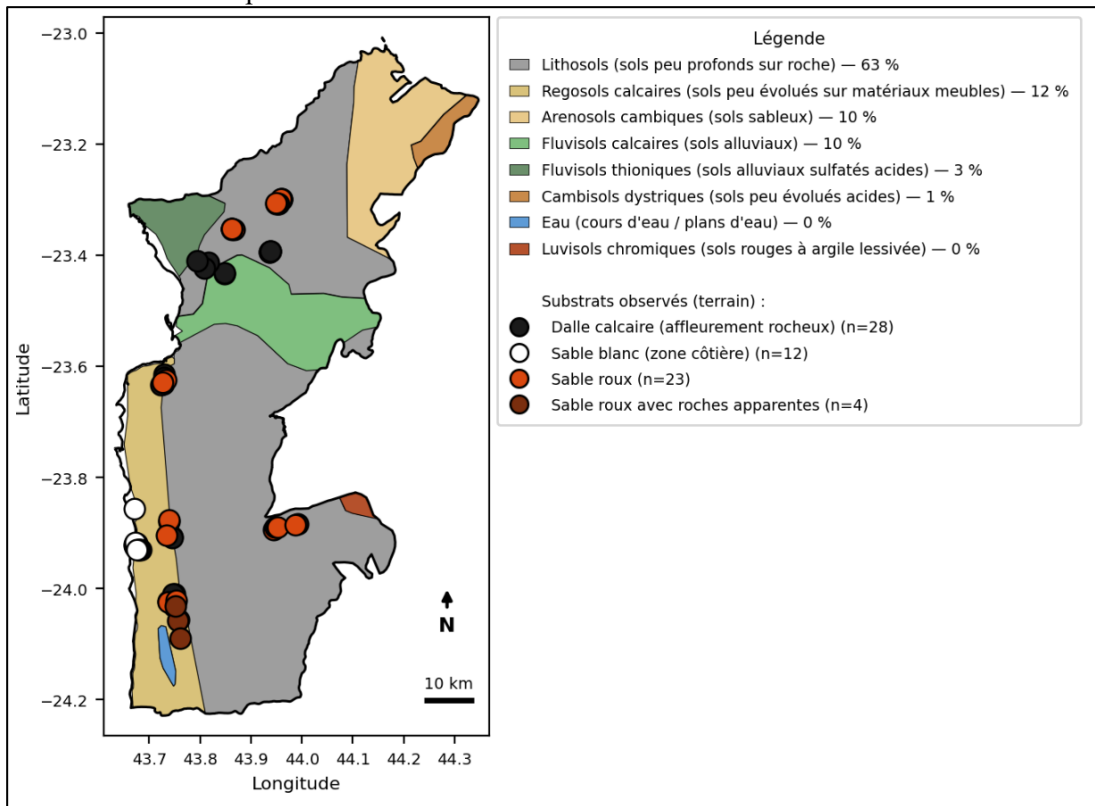 −23.0
−23.2
−23.4
−23.6
−23.8
−24.0
−24.2
Latitude
43.7 43.8 43.9 44.0 44.1 44.2 44.3
Longitude
N
10 km
Légende
Lithosols (sols peu profonds sur roche) — 63 %
Regosols calcaires (sols peu évolués sur matériaux meubles) — 12 %
Arenosols cambiques (sols sableux) — 10 %
Fluvisols calcaires (sols alluviaux) — 10 %
Fluvisols thioniques (sols alluviaux sulfatés acides) — 3 %
Cambisols dystriques (sols peu évolués acides) — 1 %
Eau (cours d'eau / plans d'eau) — 0 %
Luvisols chromiques (sols rouges à argile lessivée) — 0 %
Substrats observés (terrain) :
Dalle calcaire (affleurement rocheux) (n=28)
Sable blanc (zone côtière) (n=12)
Sable roux (n=23)
Sable roux avec roches apparentes (n=4)